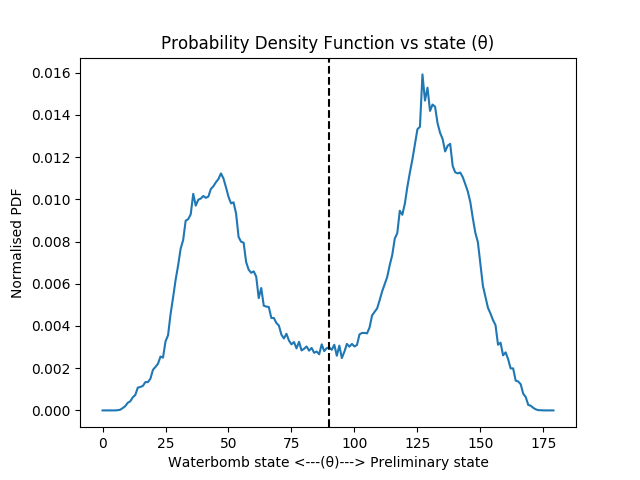 Probability Density Function vs state (θ)
0.016
0.014
0.012
0.010
0.008
0.006
0.004
0.002
0.000
Normalised PDF
0 25 50 75 100 125 150 175
Waterbomb state <---(θ)---> Preliminary state